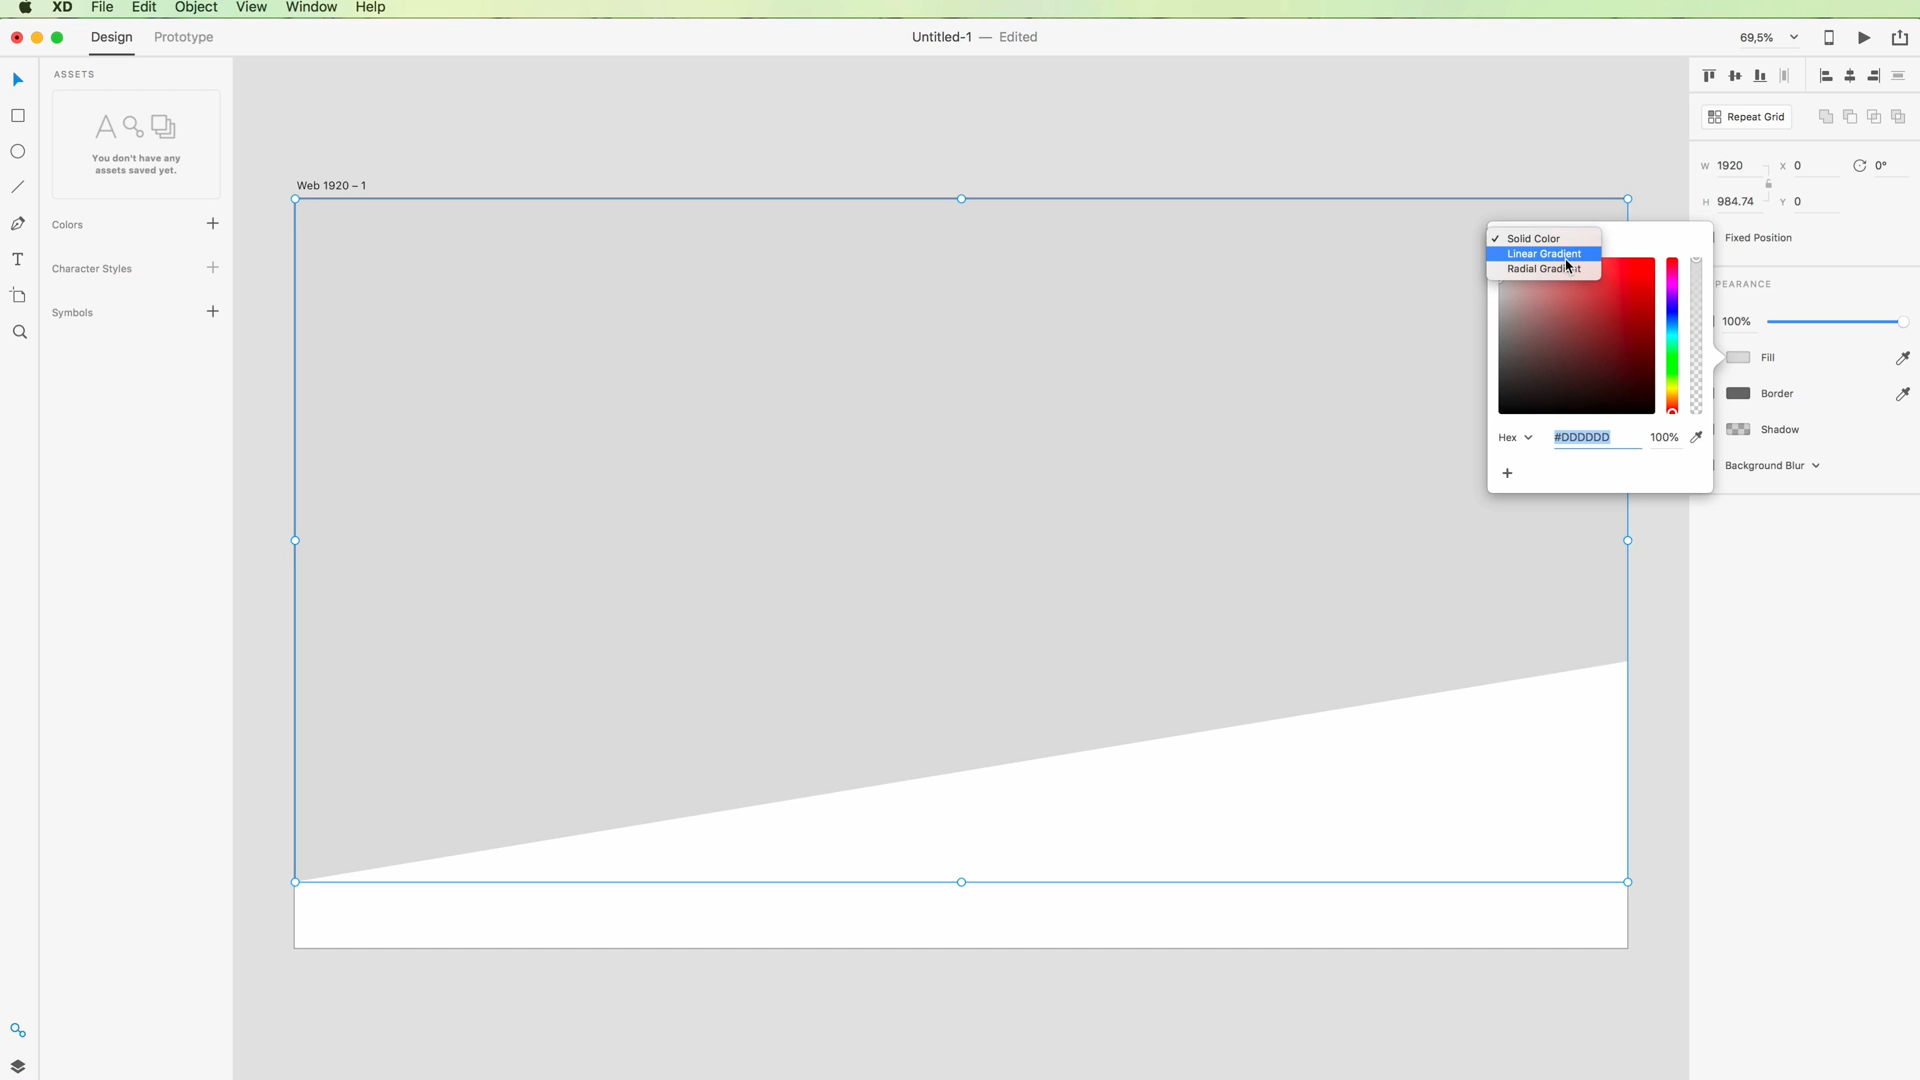 XD File Edit Object View Window Help
Design Prototype Untitled-1 — Edited 69,5%
ASSETS
You don't have any
assets saved yet.
Colors
Character Styles
Symbols
Web 1920 – 1
Repeat Grid
W 1920 X 0 0°
H 984.74 Y 0
Fixed Position
PEARANCE
100%
Fill
Border
Shadow
Background Blur
Solid Color
Linear Gradient
Radial Gradient
Hex #DDDDDD 100%